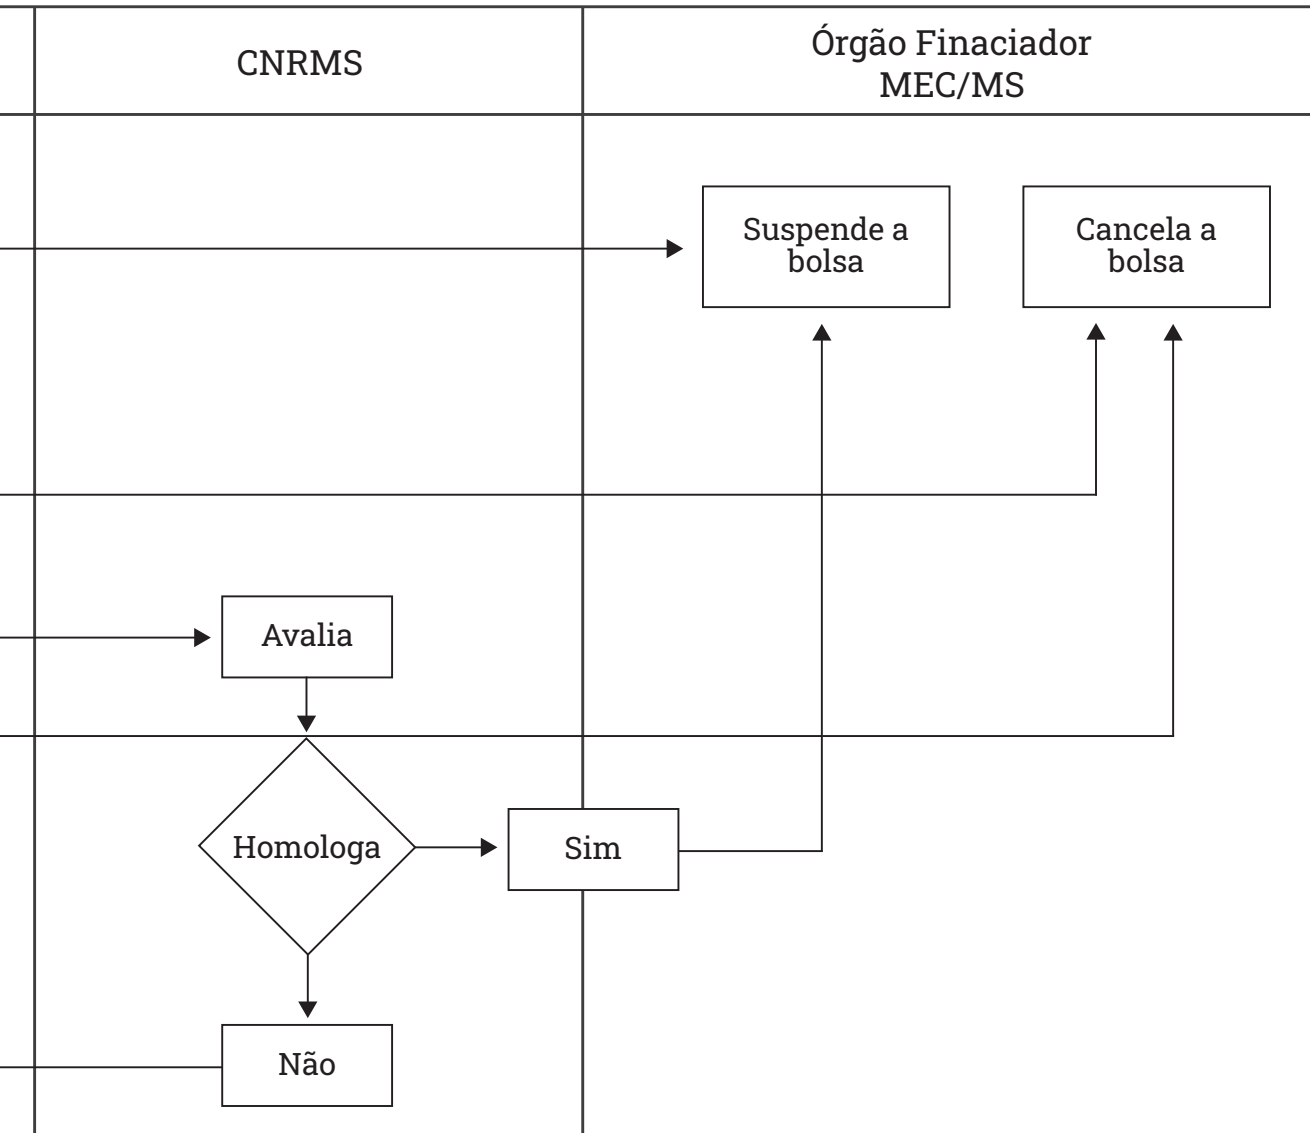 CNRMS
Órgão Finaciador
MEC/MS
Suspende a
bolsa
Cancela a
bolsa
Avalia
Homologa
Sim
Não